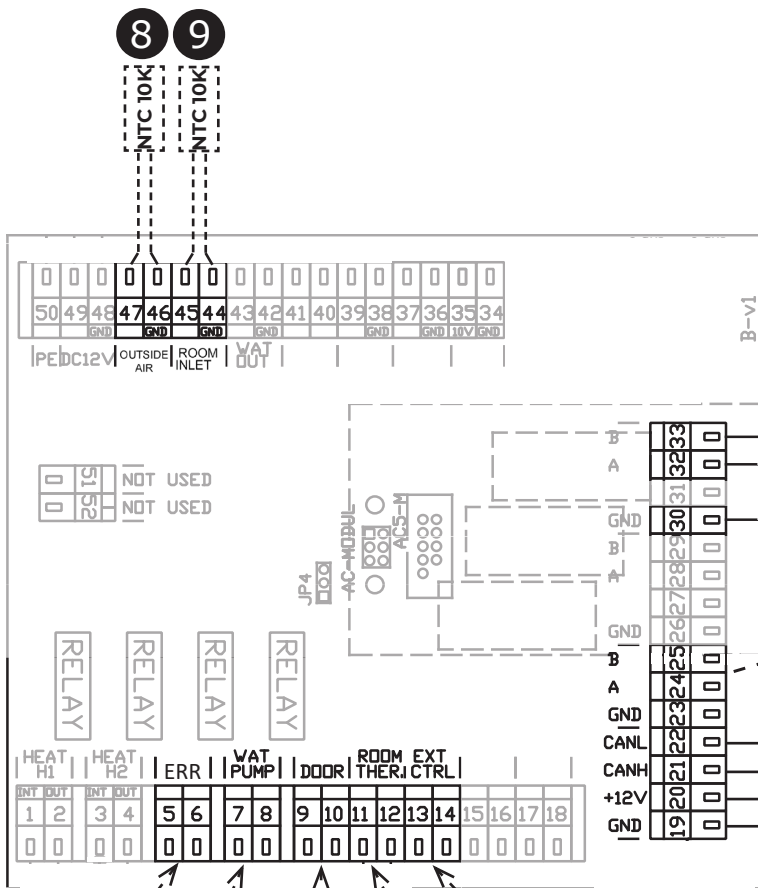 8 9
NTC 10K NTC 10K
50 49 48 47 46 45 44 43 42 41 40 39 38 37 36 35 34
GND GND GND GND GND GND 10V GND
PE DC12V OUTSIDE AIR ROOM INLET WAT OUT
B-v1
51 NOT USED
52 NOT USED
AC-MODUL
AC5-M
JP4
B 33
A 32
31
GND 30
B 29
A 28
27
GND 26
B 25
A 24
GND 23
CANL 22
CANH 21
+12V 20
GND 19
RELAY RELAY RELAY RELAY
HEAT H1 HEAT H2 ERR WAT PUMP DOOR ROOM THER. EXT CTRL
INT OUT INT OUT
1 2 3 4 5 6 7 8 9 10 11 12 13 14 15 16 17 18